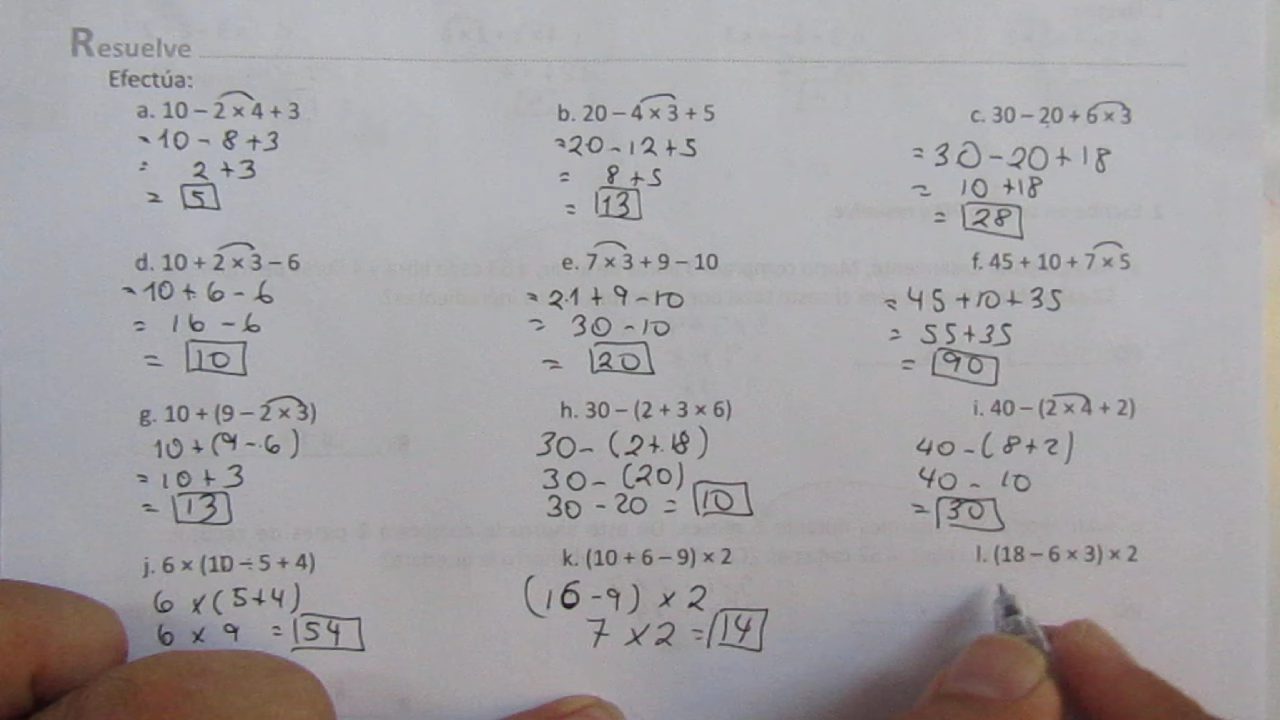 Resuelve
Efectúa:
a. 10 – 2 × 4 + 3
= 10 - 8 + 3
= 2 + 3
= 5
b. 20 – 4 × 3 + 5
= 20 - 12 + 5
= 8 + 5
= 13
c. 30 – 20 + 6 × 3
= 30 - 20 + 18
= 10 + 18
= 28
d. 10 + 2 × 3 – 6
= 10 + 6 - 6
= 16 - 6
= 10
e. 7 × 3 + 9 – 10
= 21 + 9 - 10
= 30 - 10
= 20
f. 45 + 10 + 7 × 5
= 45 + 10 + 35
= 55 + 35
= 90
g. 10 + (9 – 2 × 3)
10 + (9 - 6)
= 10 + 3
= 13
h. 30 – (2 + 3 × 6)
30 - (2 + 18)
30 - (20)
30 - 20 = 10
i. 40 – (2 × 4 + 2)
40 - (8 + 2)
40 - 10
= 30
j. 6 × (10 ÷ 5 + 4)
6 × (5 + 4)
6 × 9 = 54
k. (10 + 6 – 9) × 2
(16 - 9) × 2
7 × 2 = 14
l. (18 – 6 × 3) × 2